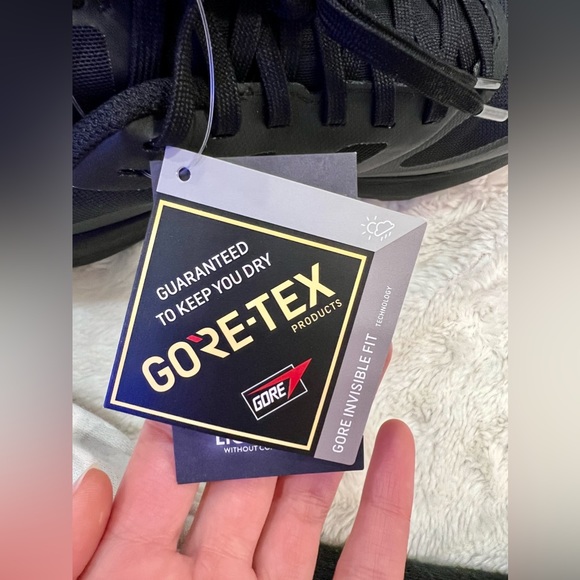 GUARANTEED
TO KEEP YOU DRY
GORE-TEX
PRODUCTS
GORE
GORE INVISIBLE FIT TECHNOLOGY
WITHOUT